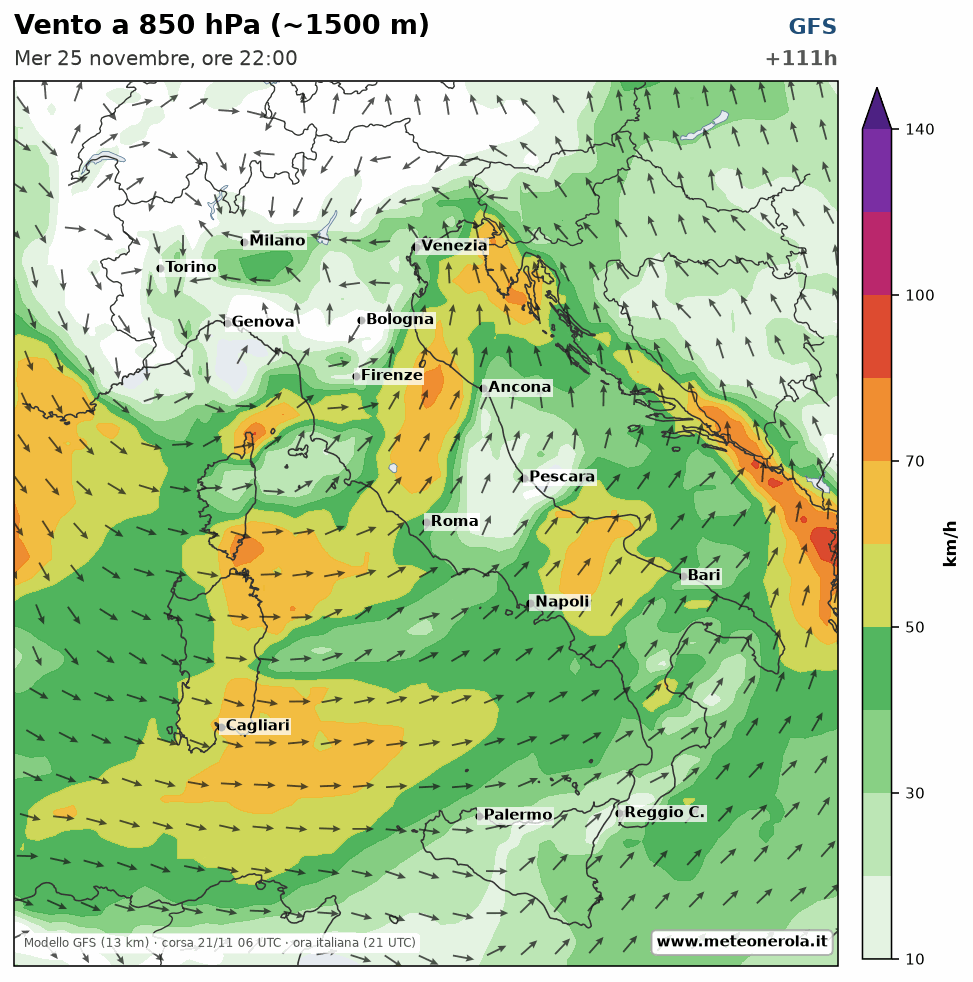 Vento a 850 hPa (~1500 m)
GFS
Mer 25 novembre, ore 22:00
+111h
140
100
70
50
30
10
km/h
Milano
Venezia
Torino
Genova
Bologna
Firenze
Ancona
Pescara
Roma
Bari
Napoli
Cagliari
Palermo
Reggio C.
Modello GFS (13 km) · corsa 21/11 06 UTC · ora italiana (21 UTC)
www.meteonerola.it